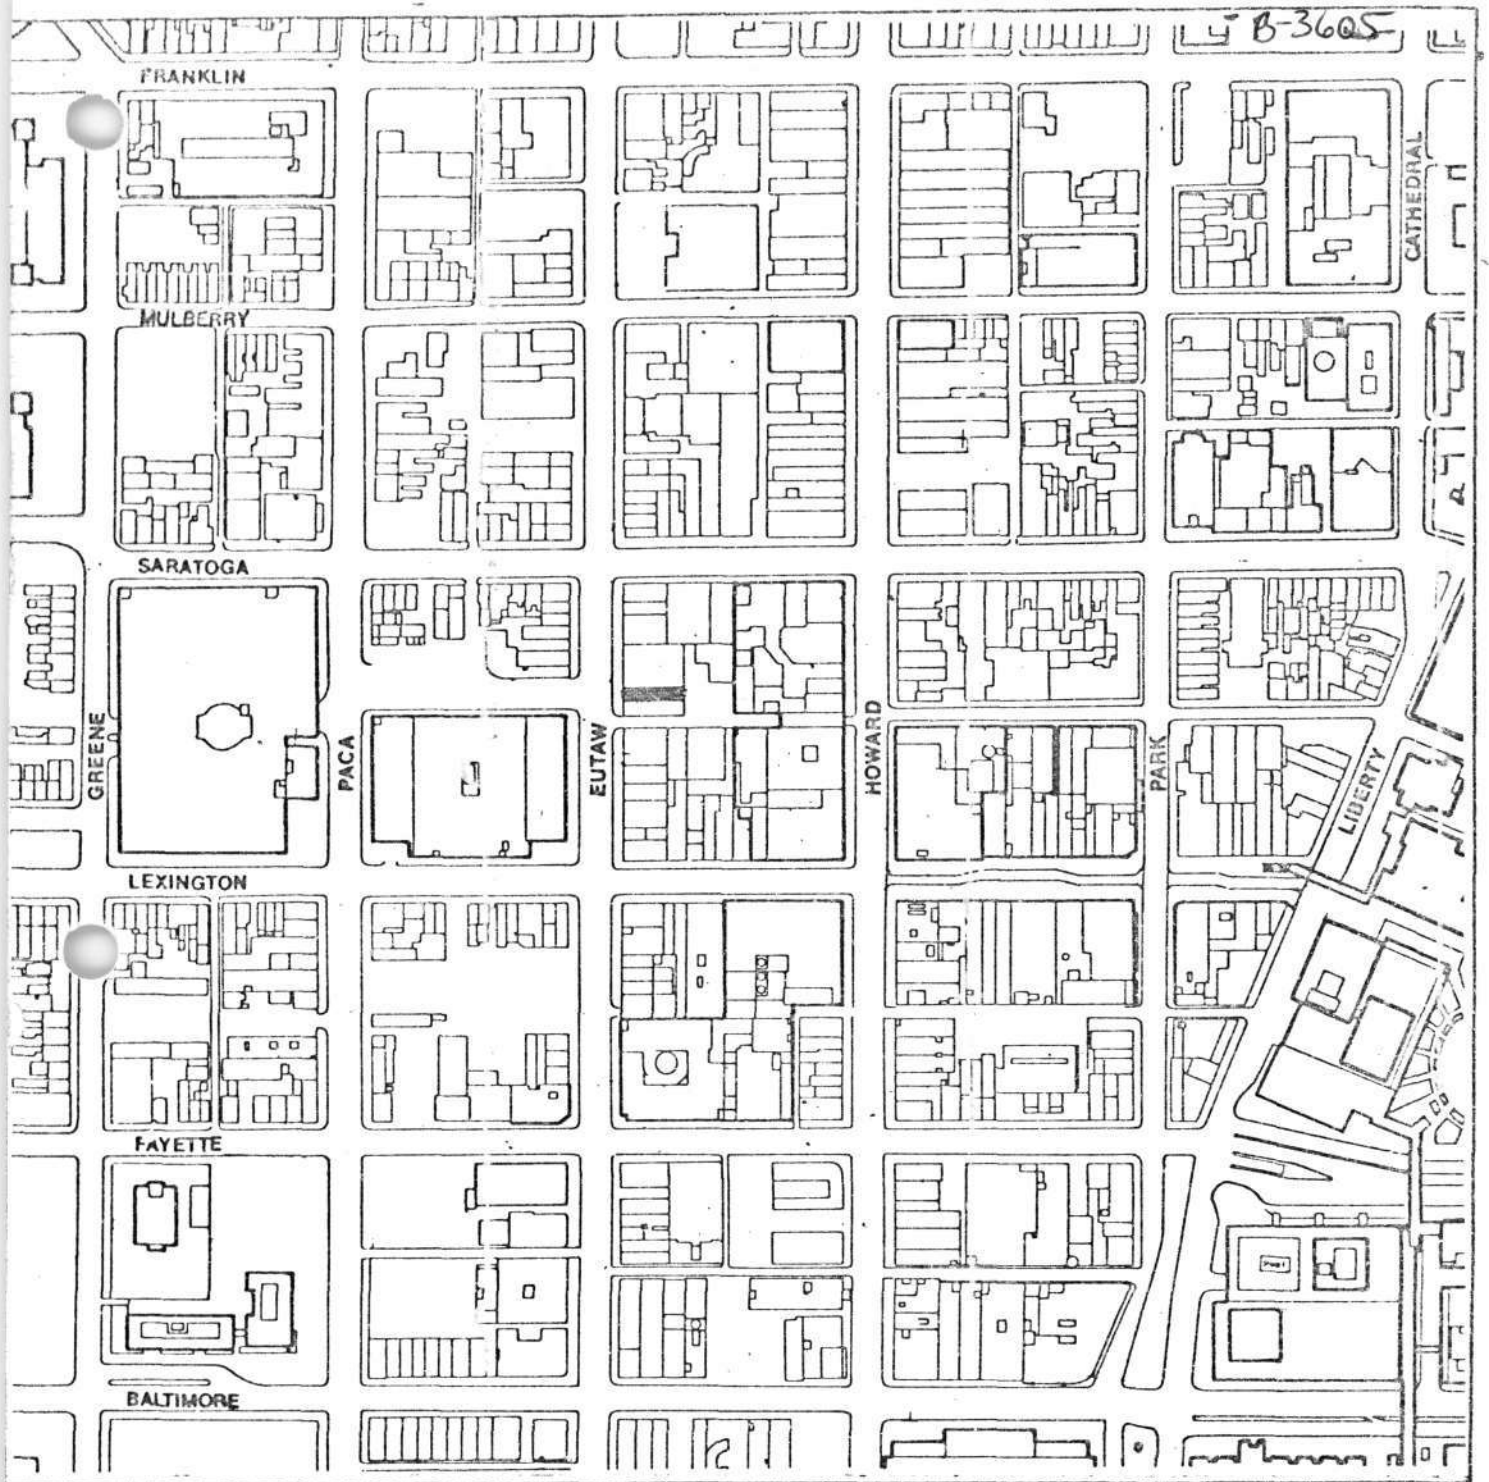 B-3605
FRANKLIN
CATHEDRAL
MULBERRY
SARATOGA
GREENE
PACA
EUTAW
HOWARD
PARK
LIBERTY
LEXINGTON
FAYETTE
BALTIMORE